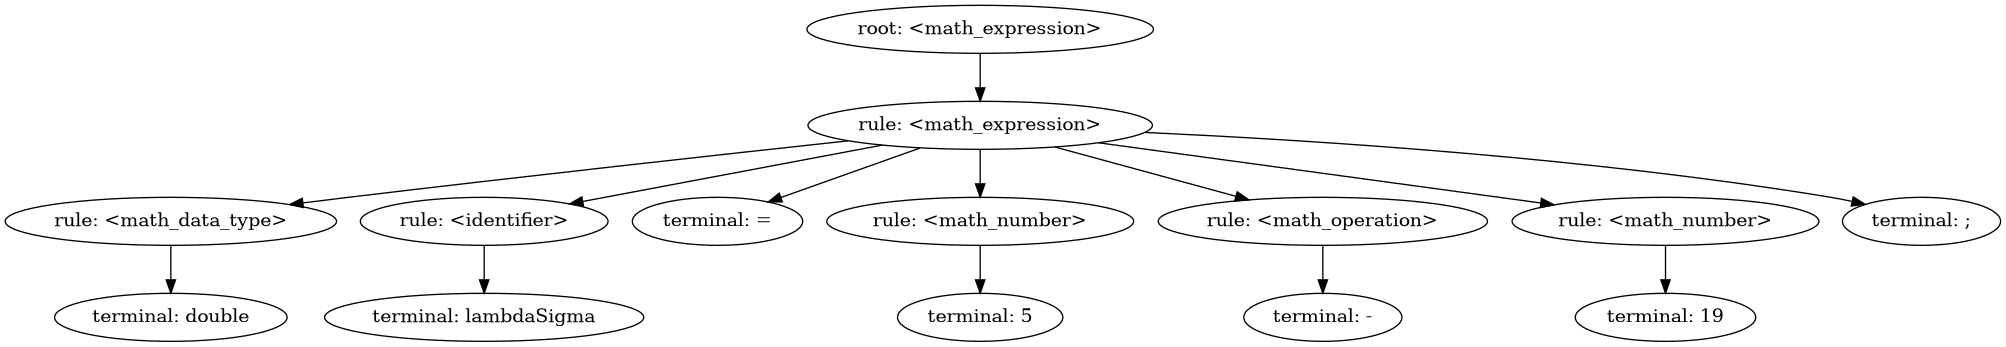 root: <math_expression>
rule: <math_expression>
rule: <math_data_type>
rule: <identifier>
terminal: =
rule: <math_number>
rule: <math_operation>
rule: <math_number>
terminal: ;
terminal: double
terminal: lambdaSigma
terminal: 5
terminal: -
terminal: 19